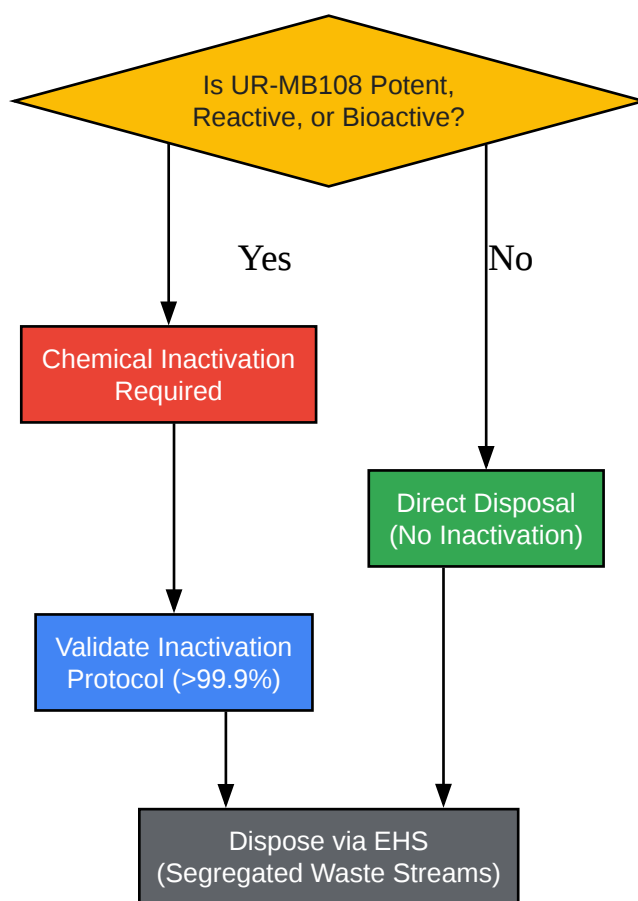 Is UR-MB108 Potent,
Reactive, or Bioactive?
Yes
No
Chemical Inactivation
Required
Direct Disposal
(No Inactivation)
Validate Inactivation
Protocol (>99.9%)
Dispose via EHS
(Segregated Waste Streams)